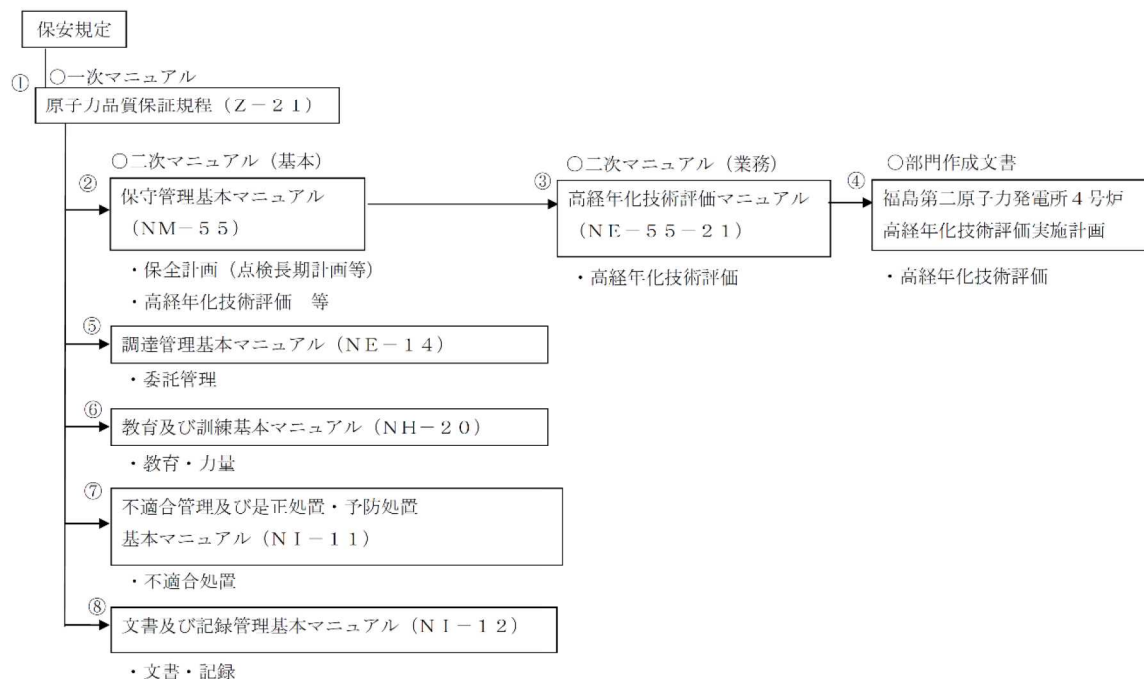 保安規定
① ○一次マニュアル
原子力品質保証規程（Ｚ－２１）
○二次マニュアル（基本）
②
保守管理基本マニュアル
（ＮＭ－５５）
・保全計画（点検長期計画等）
・高経年化技術評価　等
○二次マニュアル（業務）
③
高経年化技術評価マニュアル
（ＮＥ－５５－２１）
・高経年化技術評価
○部門作成文書
④
福島第二原子力発電所４号炉
高経年化技術評価実施計画
・高経年化技術評価
⑤
調達管理基本マニュアル（ＮＥ－１４）
・委託管理
⑥
教育及び訓練基本マニュアル（ＮＨ－２０）
・教育・力量
⑦
不適合管理及び是正処置・予防処置
基本マニュアル（ＮＩ－１１）
・不適合処置
⑧
文書及び記録管理基本マニュアル（ＮＩ－１２）
・文書・記録